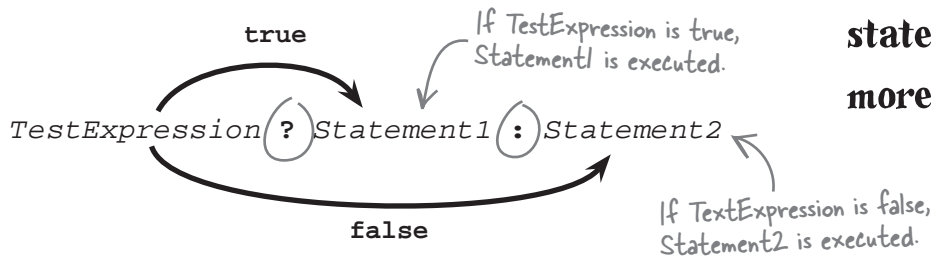 true
If TestExpression is true,
Statement1 is executed.
state
more
TestExpression ? Statement1 : Statement2
false
If TextExpression is false,
Statement2 is executed.